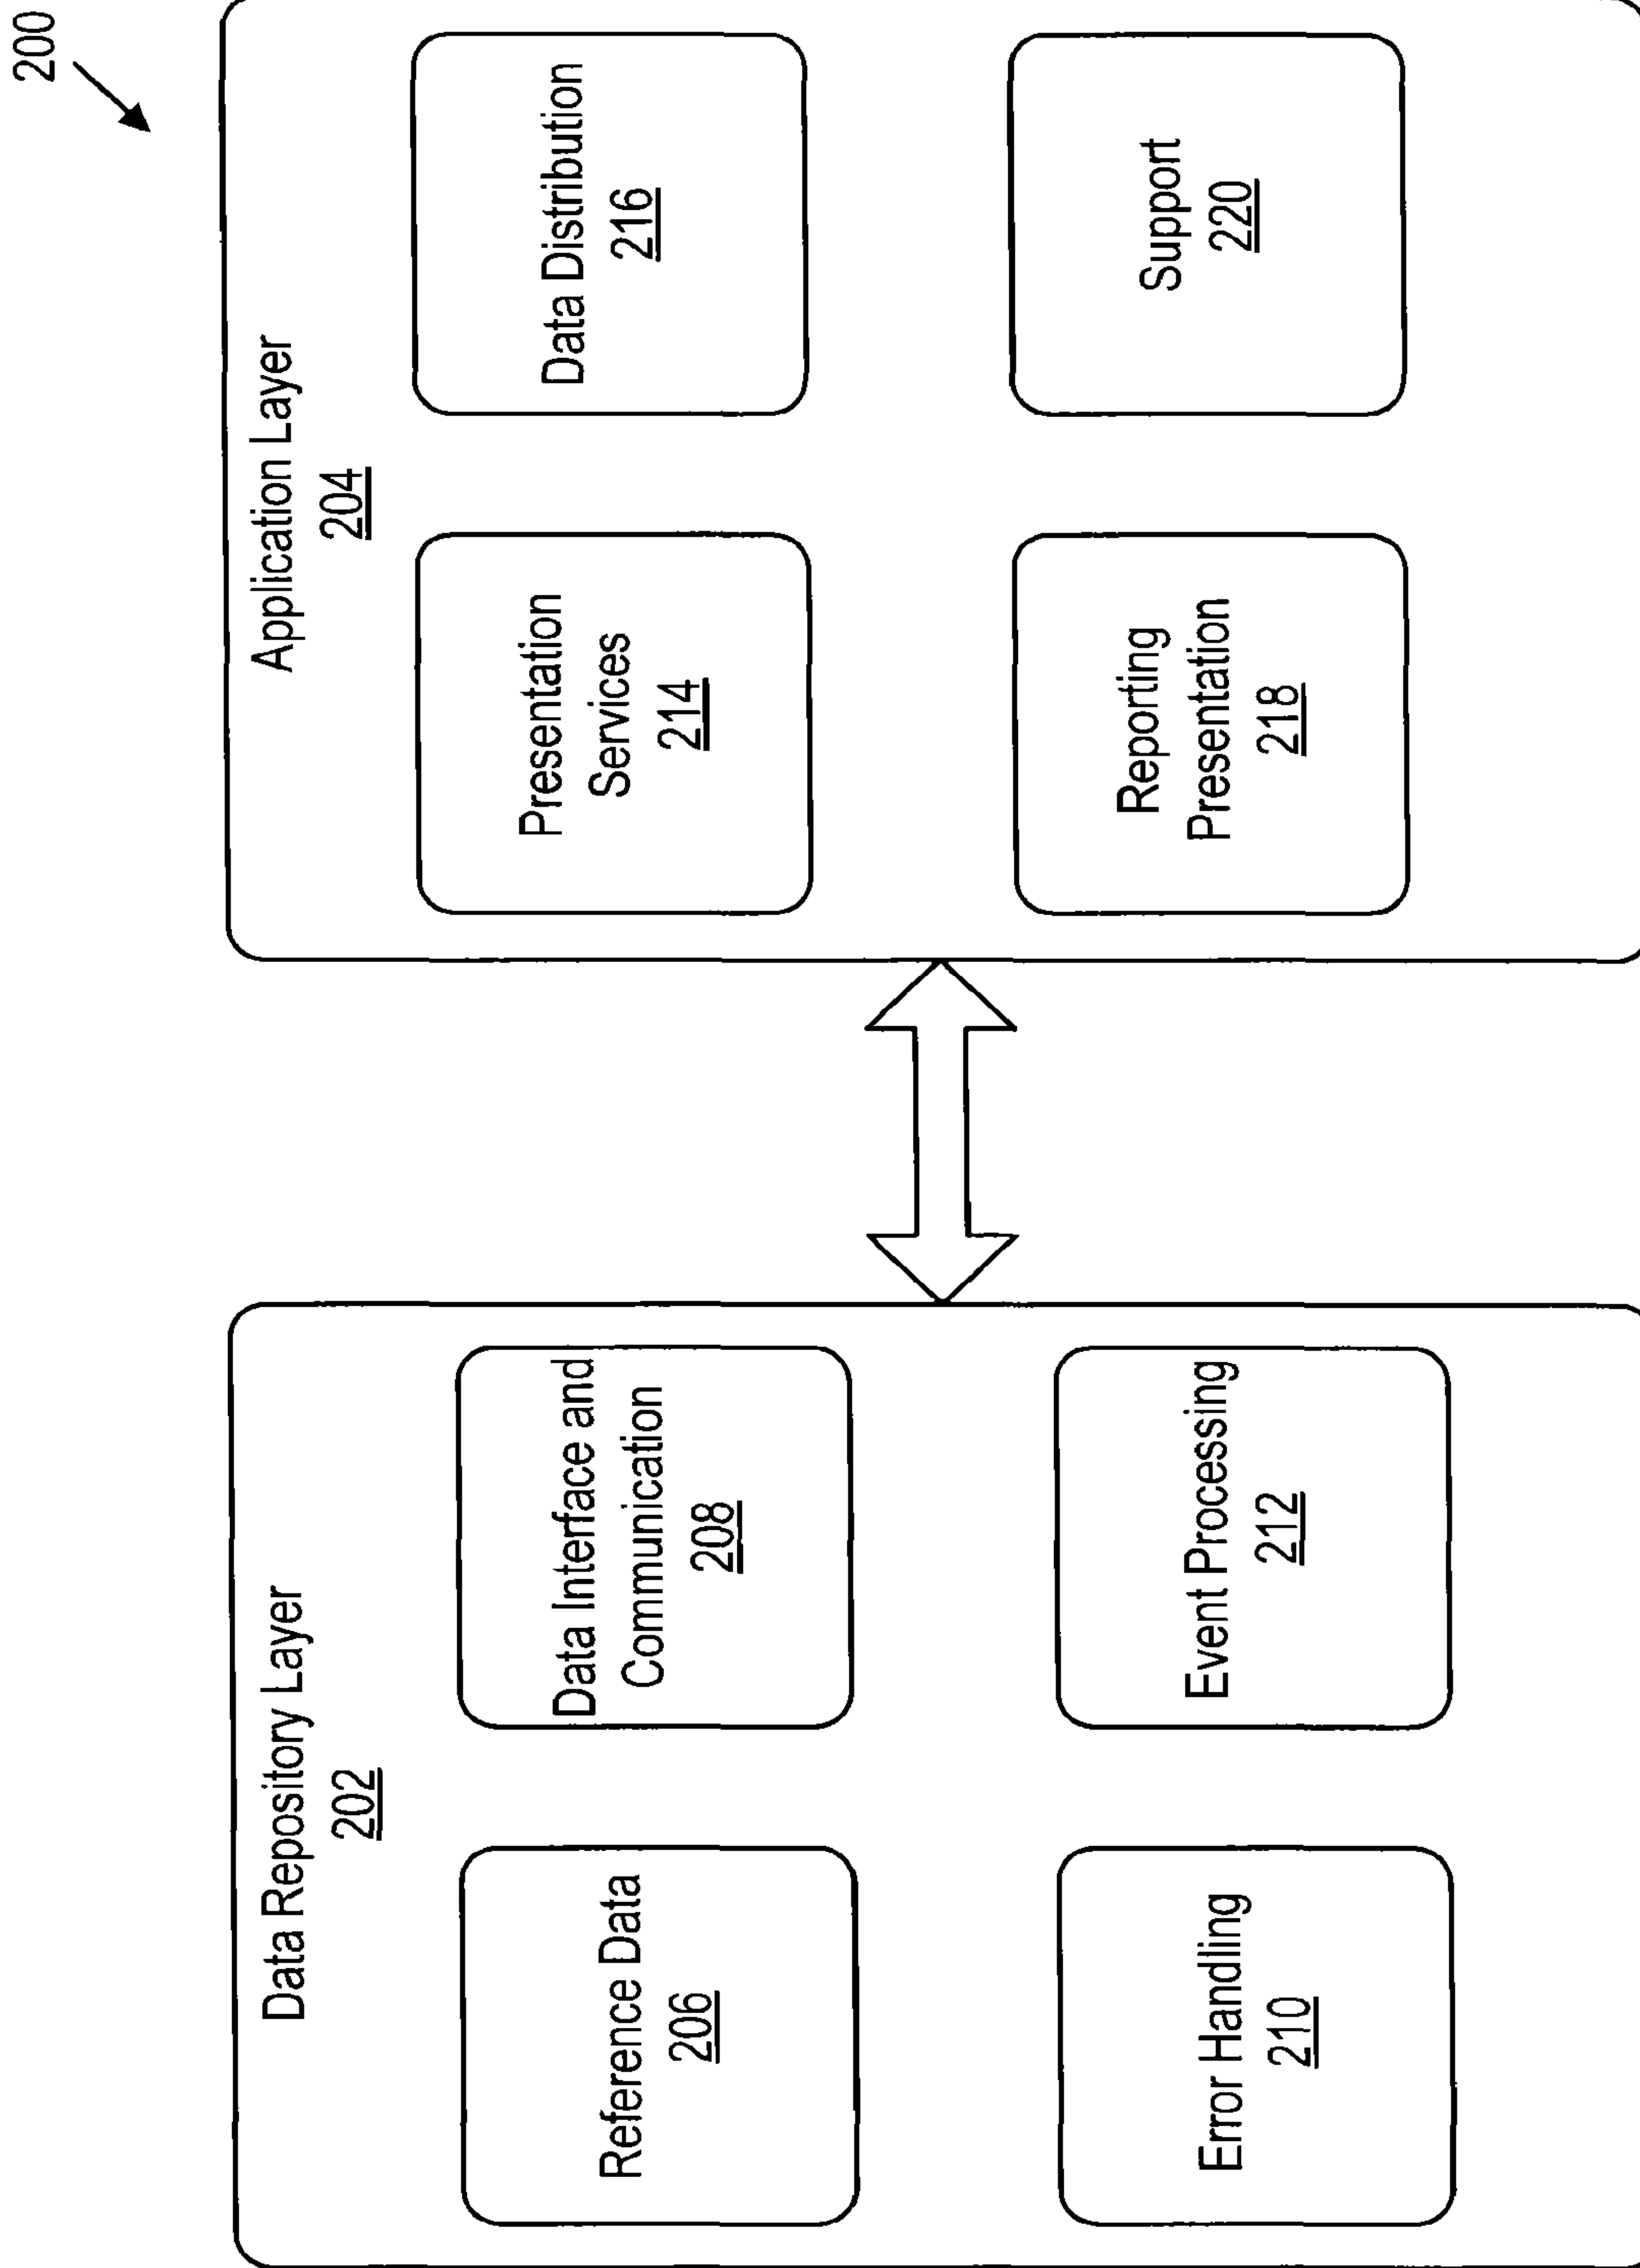 200
Data Repository Layer
202
Reference Data
206
Data Interface and
Communication
208
Error Handling
210
Event Processing
212
Application Layer
204
Presentation
Services
214
Data Distribution
216
Reporting
Presentation
218
Support
220